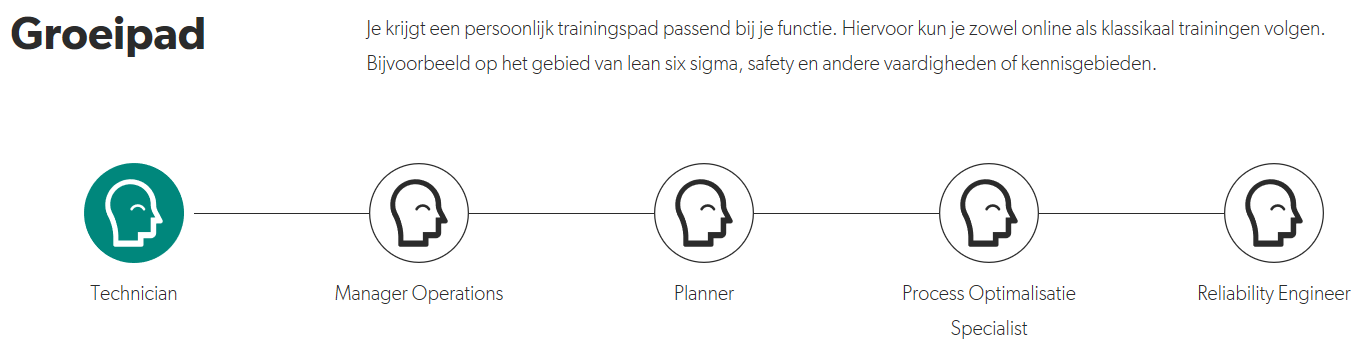 Groeipad
Je krijgt een persoonlijk trainingspad passend bij je functie. Hiervoor kun je zowel online als klassikaal trainingen volgen.
Bijvoorbeeld op het gebied van lean six sigma, safety en andere vaardigheden of kennisgebieden.
Technician
Manager Operations
Planner
Process Optimalisatie
Specialist
Reliability Engineer